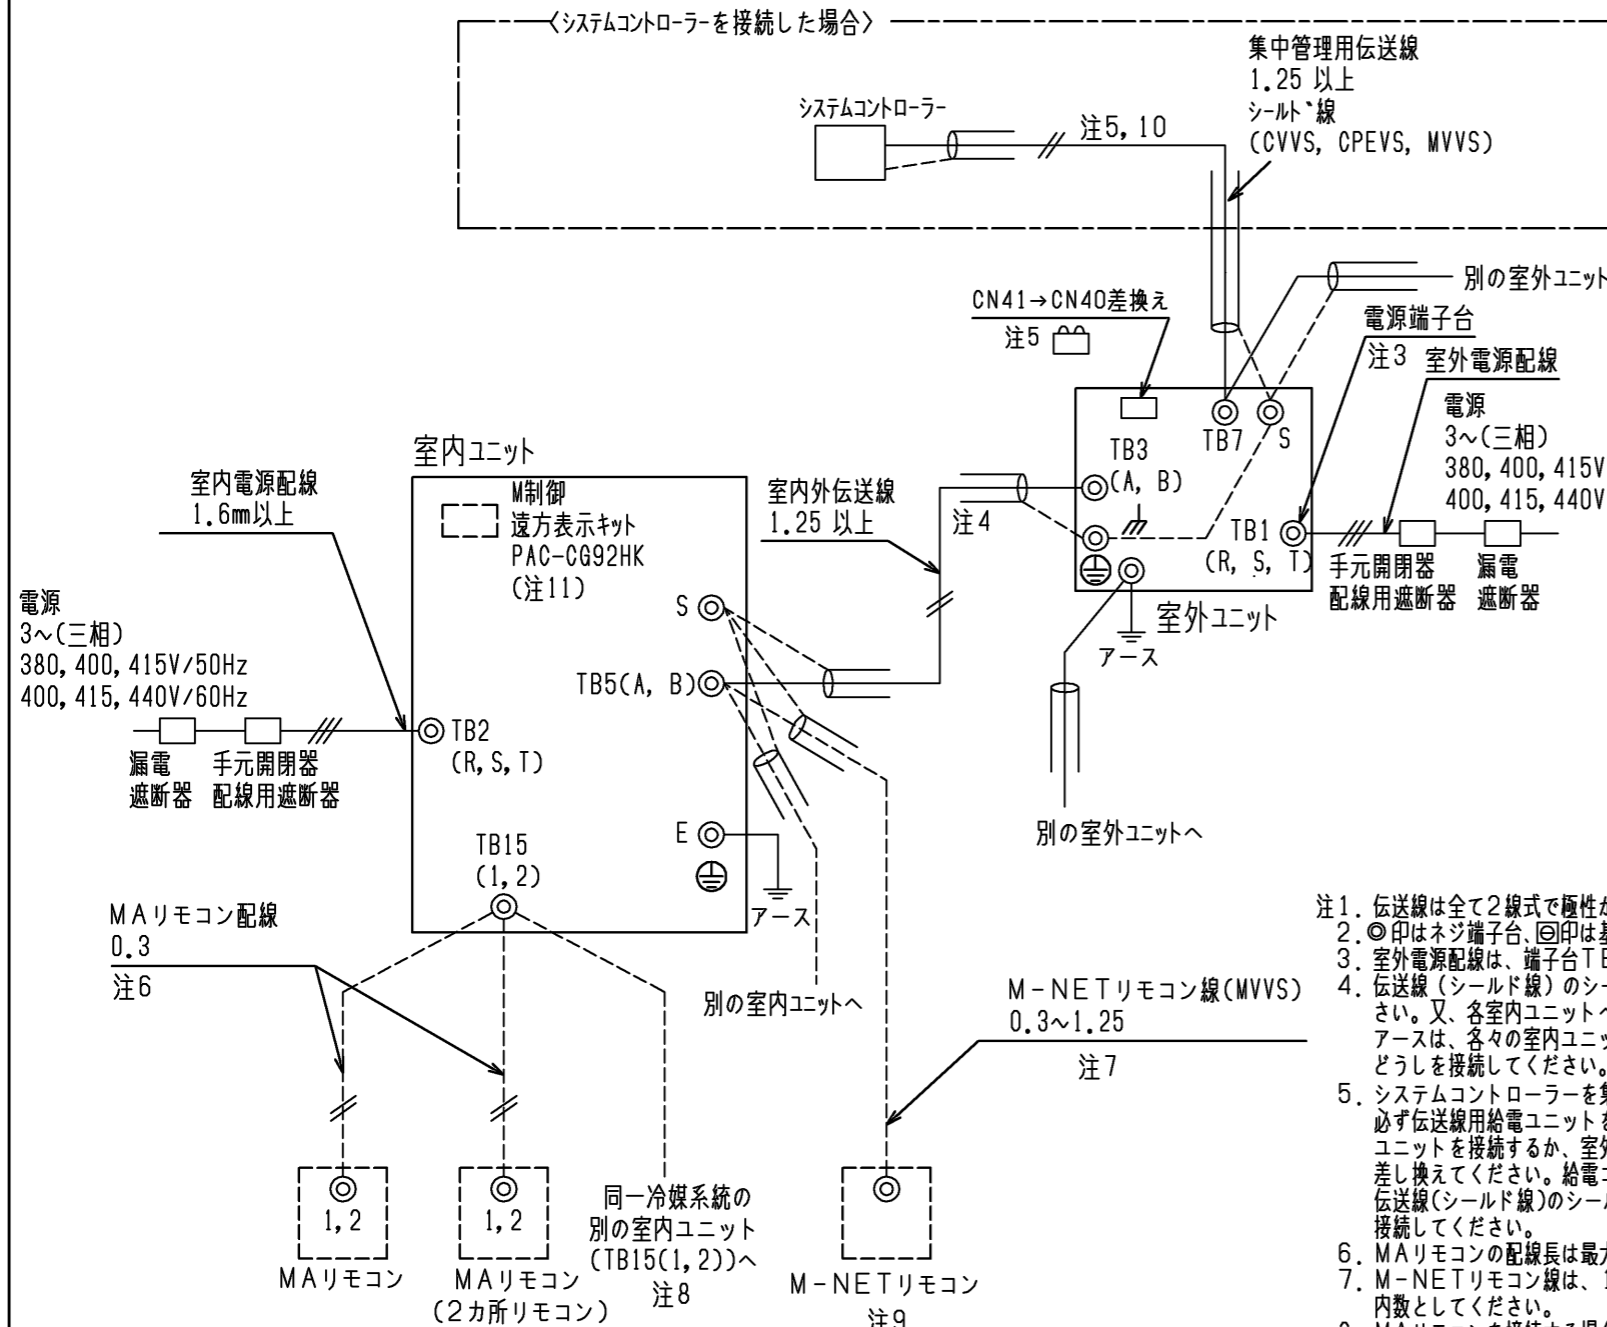 〈システムコントローラーを接続した場合〉
集中管理用伝送線
1.25 以上
シールド線
(CVVS, CPEVS, MVVS)
システムコントローラー
注5,10
別の室外ユニット
CN41→CN40差換え
注5
電源端子台
注3
室外電源配線
電源
3~(三相)
380,400,415V
400,415,440V
TB7
S
TB3
(A, B)
TB1
(R, S, T)
手元開閉器
配線用遮断器
漏電
遮断器
室外ユニット
アース
別の室外ユニットへ
室内外伝送線
1.25 以上
注4
室内ユニット
M制御
遠方表示キット
PAC-CG92HK
(注11)
室内電源配線
1.6mm以上
電源
3~(三相)
380,400,415V/50Hz
400,415,440V/60Hz
漏電
遮断器
手元開閉器
配線用遮断器
TB2
(R,S,T)
S
TB5(A, B)
E
アース
TB15
(1,2)
MAリモコン配線
0.3
注6
別の室内ユニットへ
M-NETリモコン線(MVVS)
0.3~1.25
注7
1,2
MAリモコン
1,2
MAリモコン
(2カ所リモコン)
同一冷媒系統の
別の室内ユニット
(TB15(1,2))へ
注8
M-NETリモコン
注9
注1. 伝送線は全て2線式で極性が
2. ◎印はネジ端子台、回印は基
3. 室外電源配線は、端子台TB
4. 伝送線(シールド線)のシー
さい。又、各室内ユニットへ
アースは、各々の室内ユニッ
どうしを接続してください。
5. システムコントローラーを集
必ず伝送線用給電ユニットを
ユニットを接続するか、室外
差し換えてください。給電ユ
伝送線(シールド線)のシール
接続してください。
6. MAリモコンの配線長は最大
7. M-NETリモコン線は、1
内数としてください。